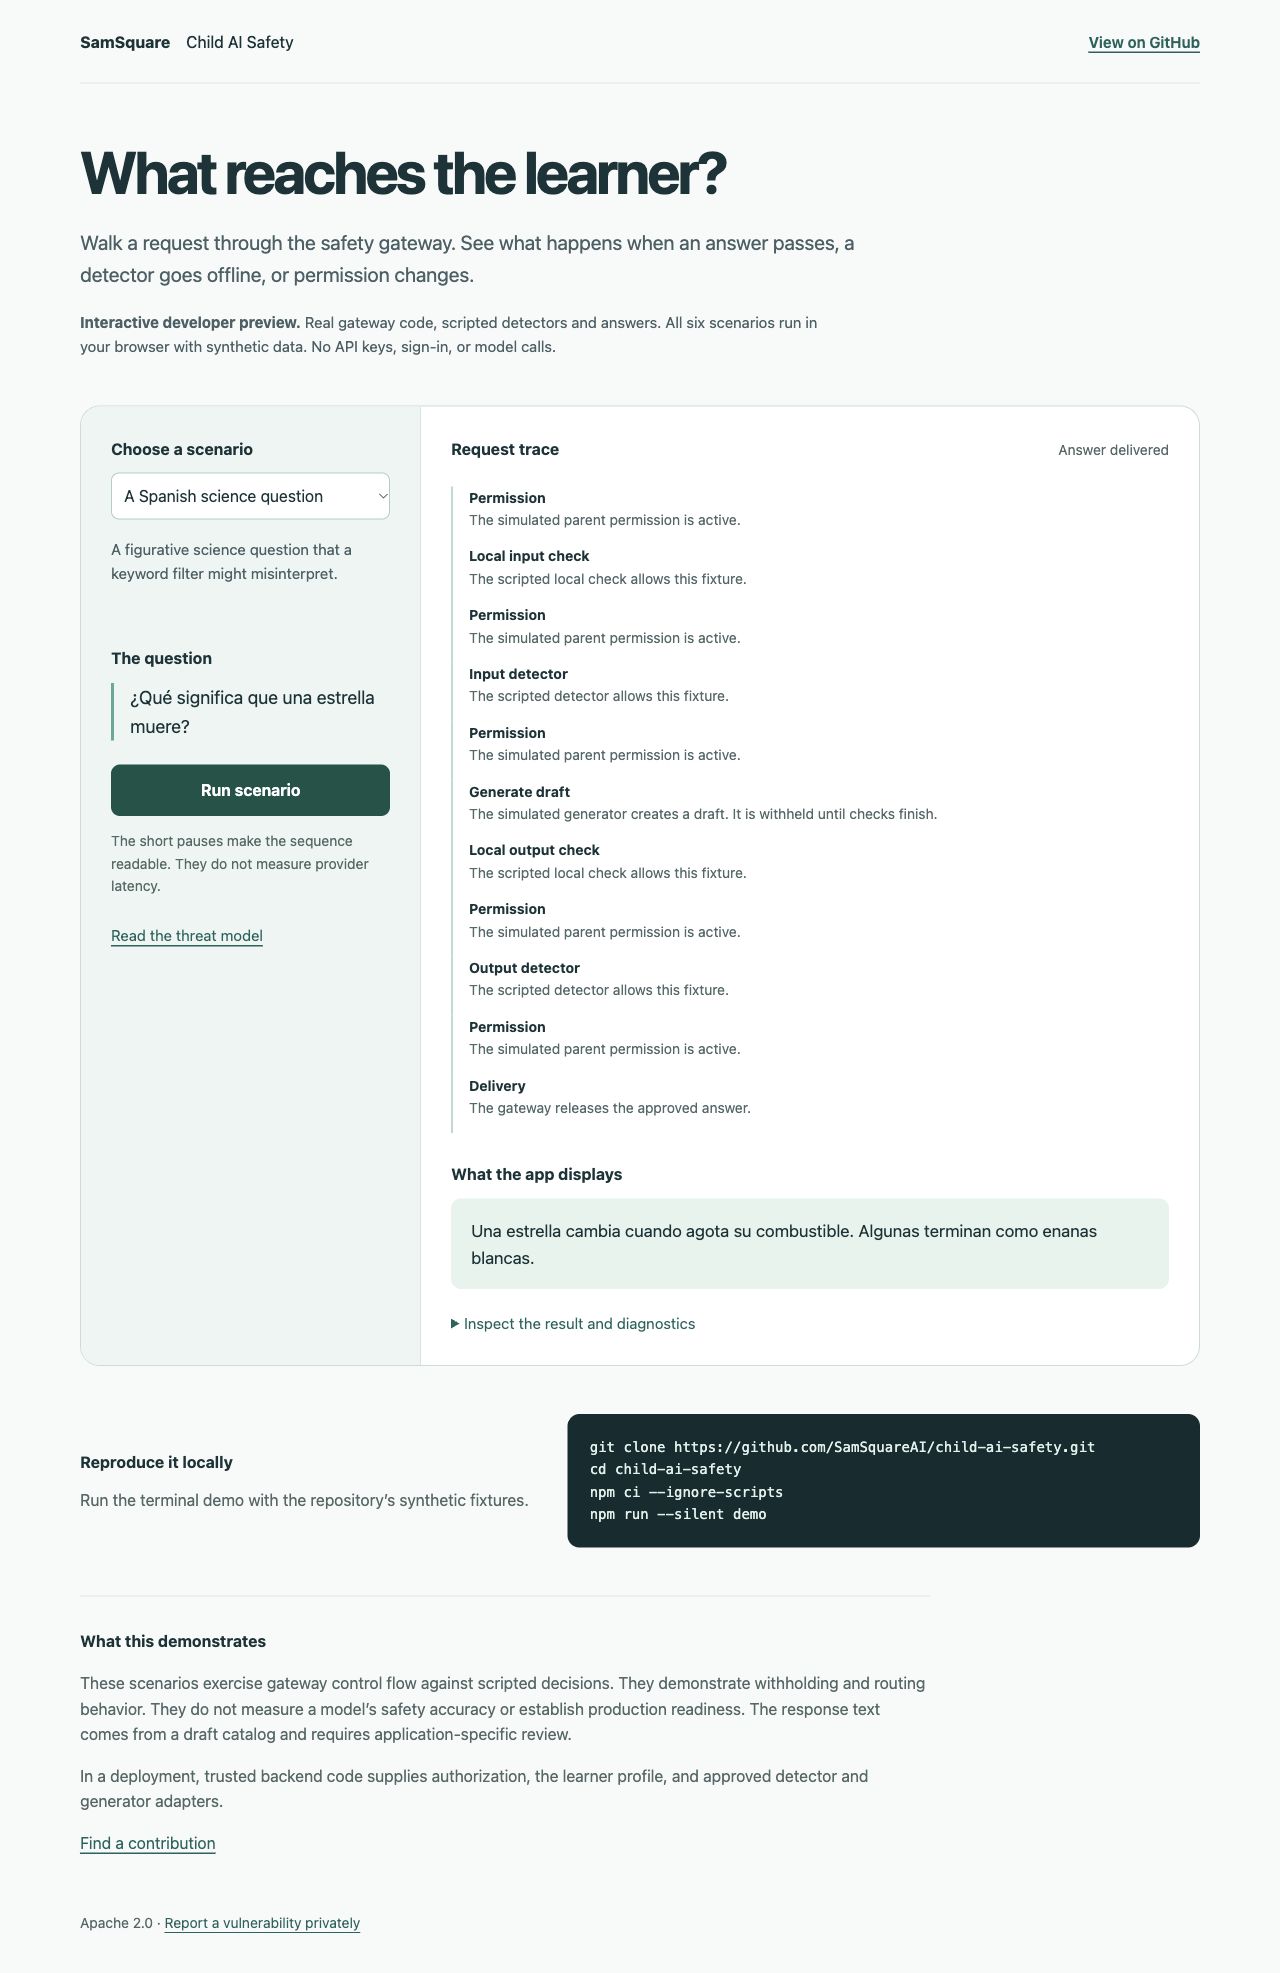 SamSquare Child AI Safety
View on GitHub
What reaches the learner?
Walk a request through the safety gateway. See what happens when an answer passes, a
detector goes offline, or permission changes.
Interactive developer preview. Real gateway code, scripted detectors and answers. All six scenarios run in
your browser with synthetic data. No API keys, sign-in, or model calls.
Choose a scenario
A Spanish science question
A figurative science question that a
keyword filter might misinterpret.
The question
¿Qué significa que una estrella
muere?
Run scenario
The short pauses make the sequence
readable. They do not measure provider
latency.
Read the threat model
Request trace
Answer delivered
Permission
The simulated parent permission is active.
Local input check
The scripted local check allows this fixture.
Permission
The simulated parent permission is active.
Input detector
The scripted detector allows this fixture.
Permission
The simulated parent permission is active.
Generate draft
The simulated generator creates a draft. It is withheld until checks finish.
Local output check
The scripted local check allows this fixture.
Permission
The simulated parent permission is active.
Output detector
The scripted detector allows this fixture.
Permission
The simulated parent permission is active.
Delivery
The gateway releases the approved answer.
What the app displays
Una estrella cambia cuando agota su combustible. Algunas terminan como enanas
blancas.
Inspect the result and diagnostics
Reproduce it locally
Run the terminal demo with the repository’s synthetic fixtures.
git clone https://github.com/SamSquareAI/child-ai-safety.git
cd child-ai-safety
npm ci --ignore-scripts
npm run --silent demo
What this demonstrates
These scenarios exercise gateway control flow against scripted decisions. They demonstrate withholding and routing
behavior. They do not measure a model’s safety accuracy or establish production readiness. The response text
comes from a draft catalog and requires application-specific review.
In a deployment, trusted backend code supplies authorization, the learner profile, and approved detector and
generator adapters.
Find a contribution
Apache 2.0 · Report a vulnerability privately